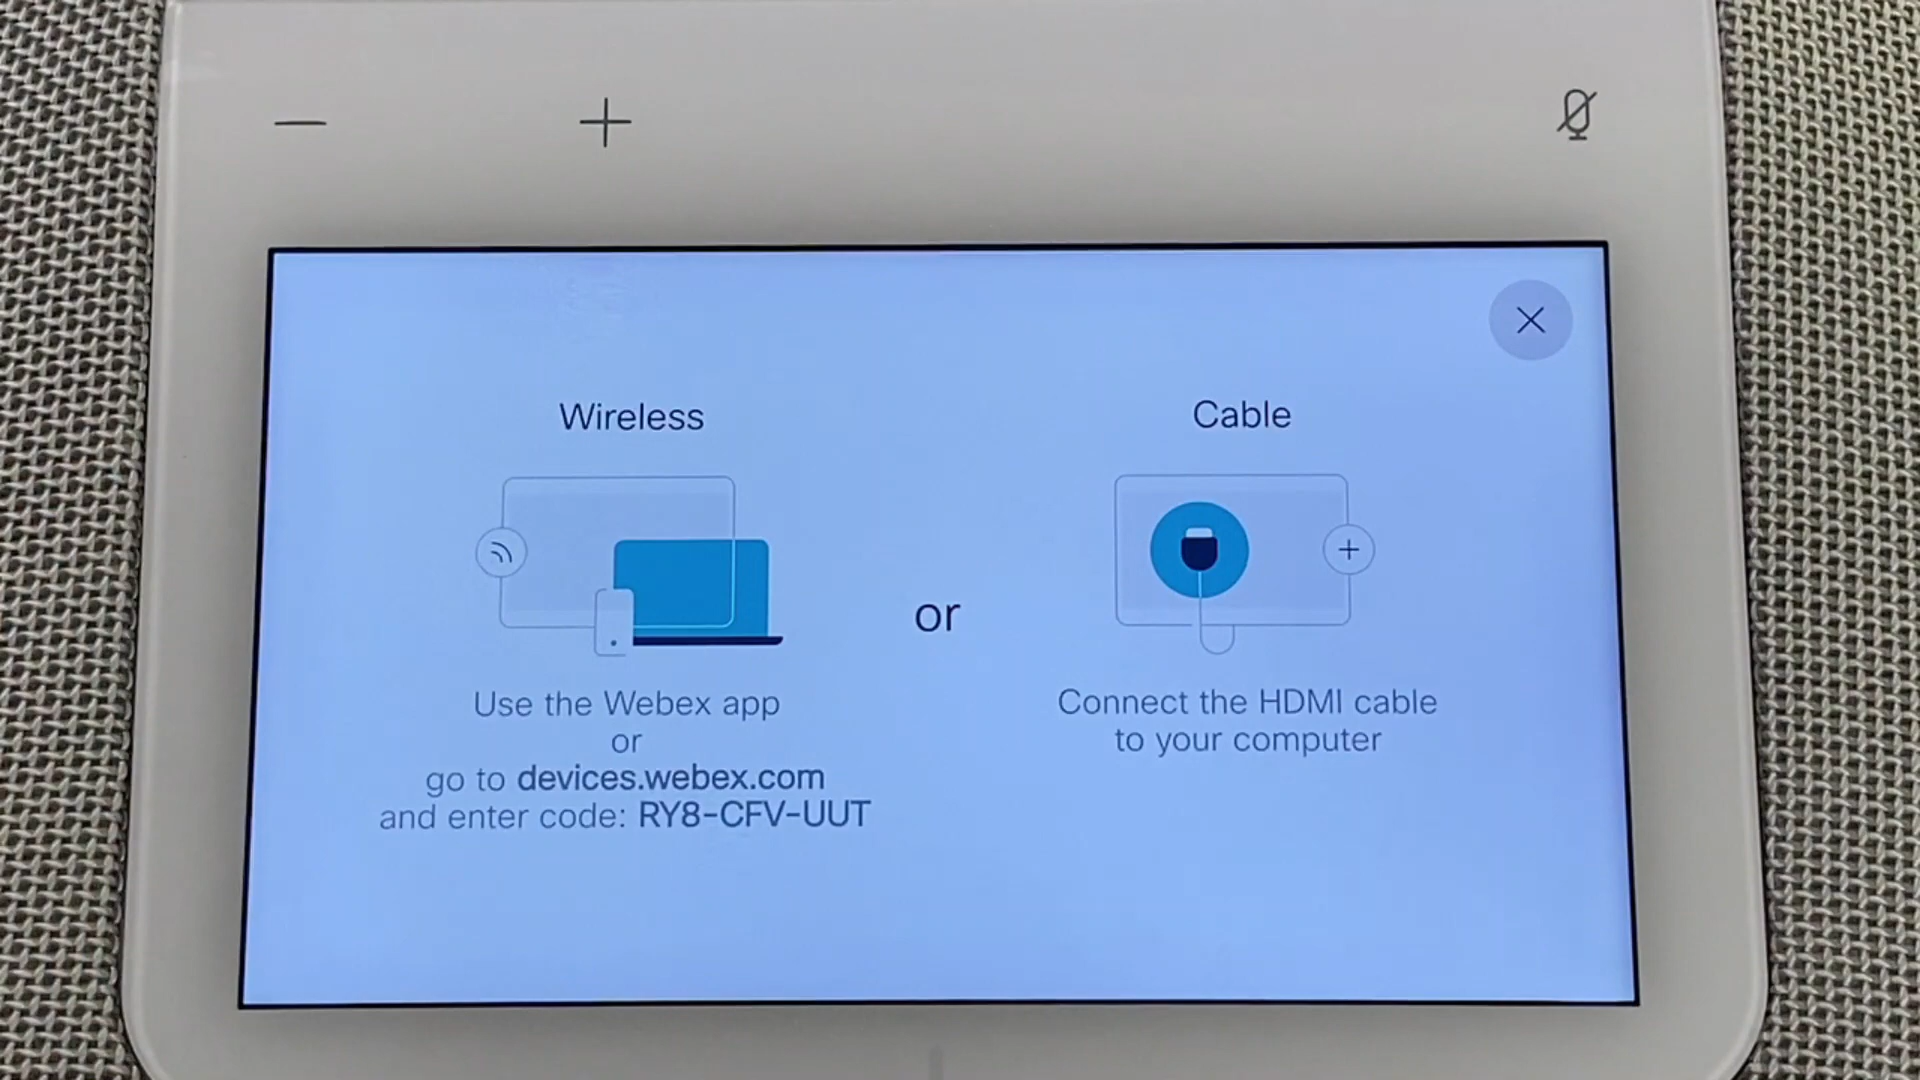 Wireless
Use the Webex app
or
go to devices.webex.com
and enter code: RY8-CFV-UUT
or
Cable
Connect the HDMI cable
to your computer